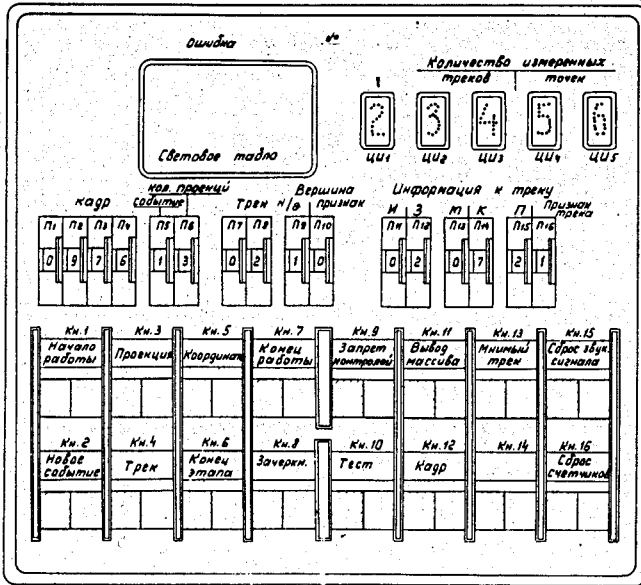 Ошибка
Количество измеренных
треков точек
2 3 4 5 6
Световое табло
ЦИ1 ЦИ2 ЦИ3 ЦИ4 ЦИ5
кол. проекций Вершина Информация к треку
кадр событие трек н/в признак И З М К П Признак трека
П1 П2 П3 П4 П5 П6 П7 П8 П9 П10 П11 П12 П13 П14 П15 П16
0 9 7 6 1 3 0 2 1 0 0 2 0 7 2 1
Кн.1 Кн.3 Кн.5 Кн.7 Кн.9 Кн.11 Кн.13 Кн.15
Начало Проекция Координат Конец Запрет Вывод Мнимый Сброс звук.
работы работы контролей массива трек сигнала
Кн.2 Кн.4 Кн.6 Кн.8 Кн.10 Кн.12 Кн.14 Кн.16
Новое Трек Конец Зачеркн. Тест Кадр Сброс
событие этапа счетчиков